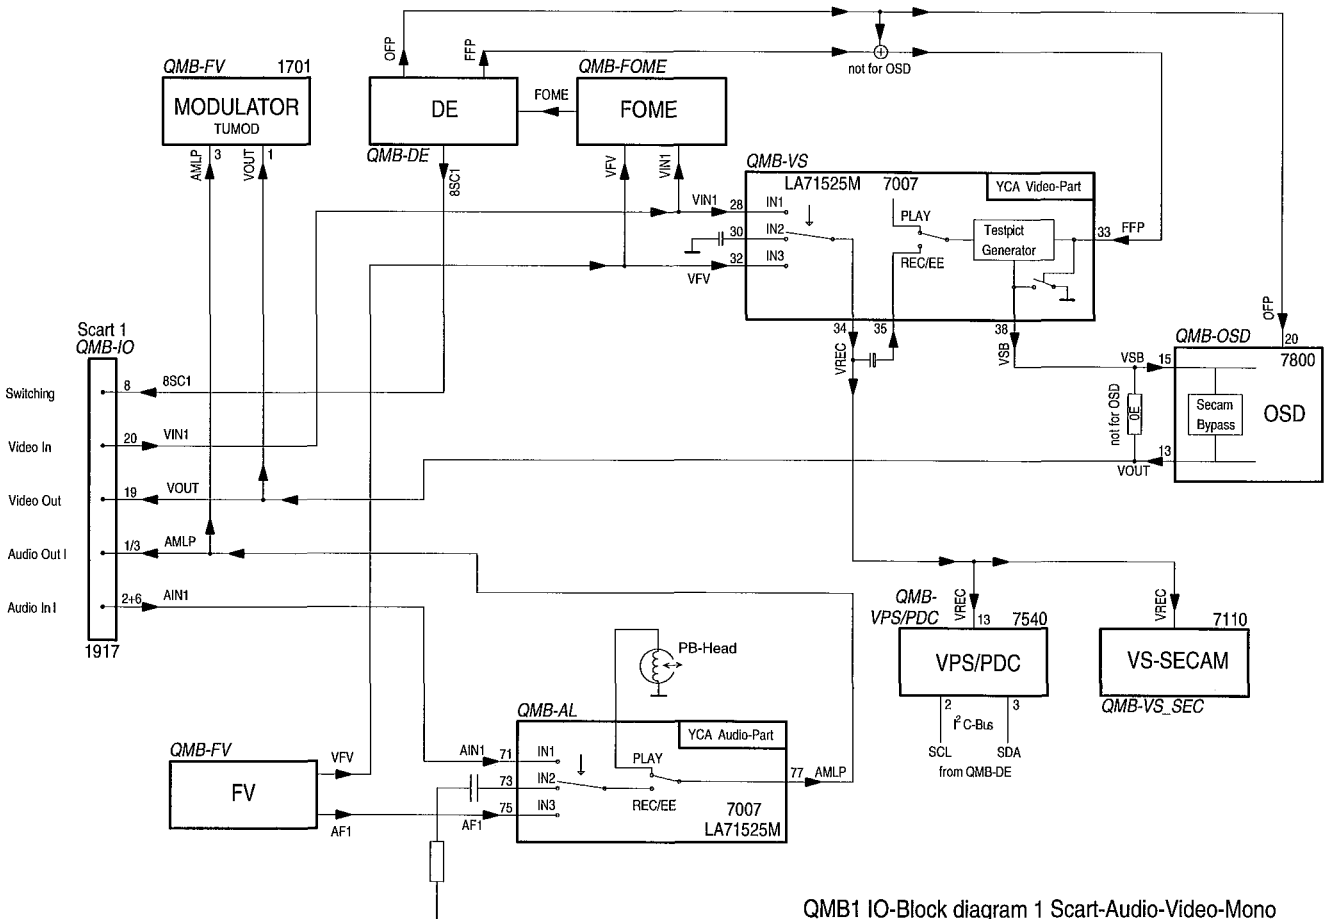 OFP
FFP
not for OSD
QMB-FV 1701
MODULATOR
TUMOD
AMLP 3
VOUT 1
DE
QMB-DE
8SC1
FOME
QMB-FOME
FOME
VFV
VIN1
QMB-VS
LA71525M 7007
YCA Video-Part
VIN1 28 IN1
30 IN2
32 IN3
VFV
PLAY
REC/EE
Testpict
Generator
33 FFP
34
35
38
VREC
VSB
OFP
QMB-OSD
20
7800
VSB 15
Secam
Bypass
OSD
not for OSD
0E
13
VOUT
Scart 1
QMB-IO
Switching 8 8SC1
Video In 20 VIN1
Video Out 19 VOUT
Audio Out l 1/3 AMLP
Audio In l 2+6 AIN1
1917
PB-Head
QMB-
VPS/PDC
VREC
13 7540
VPS/PDC
2 3
I²C-Bus
SCL SDA
from QMB-DE
VREC
7110
VS-SECAM
QMB-VS_SEC
QMB-FV
FV
VFV
AF1
QMB-AL
YCA Audio-Part
AIN1 71 IN1
73 IN2
75 IN3
AF1
PLAY
REC/EE
7007
LA71525M
77 AMLP
QMB1 IO-Block diagram 1 Scart-Audio-Video-Mono